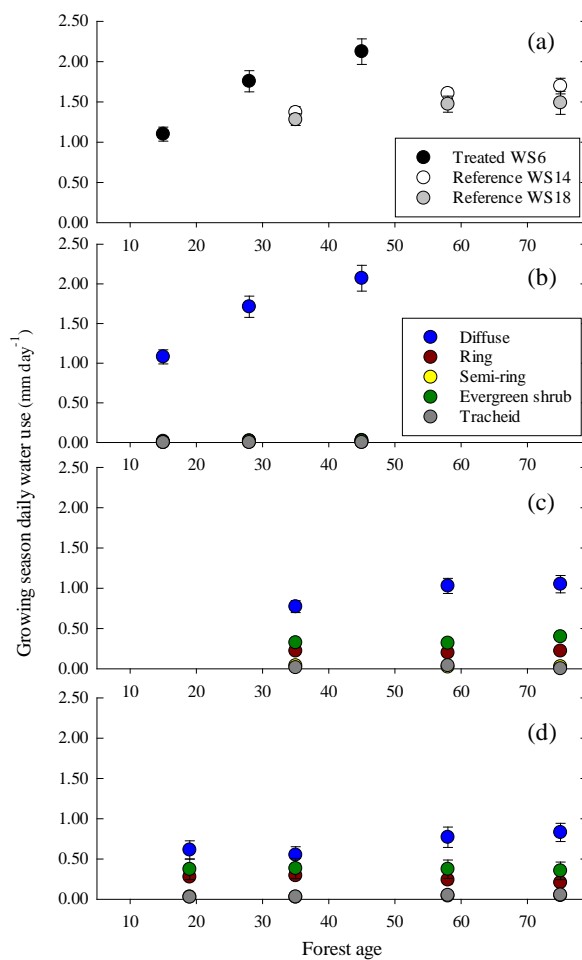 (a)
2.50
2.00
1.50
1.00
0.50
0.00
Treated WS6
Reference WS14
Reference WS18
10 20 30 40 50 60 70
(b)
2.50
2.00
1.50
1.00
0.50
0.00
Diffuse
Ring
Semi-ring
Evergreen shrub
Tracheid
10 20 30 40 50 60 70
(c)
2.50
2.00
1.50
1.00
0.50
0.00
10 20 30 40 50 60 70
(d)
2.00
1.50
1.00
0.50
0.00
10 20 30 40 50 60 70
Growing season daily water use (mm day⁻¹)
Forest age